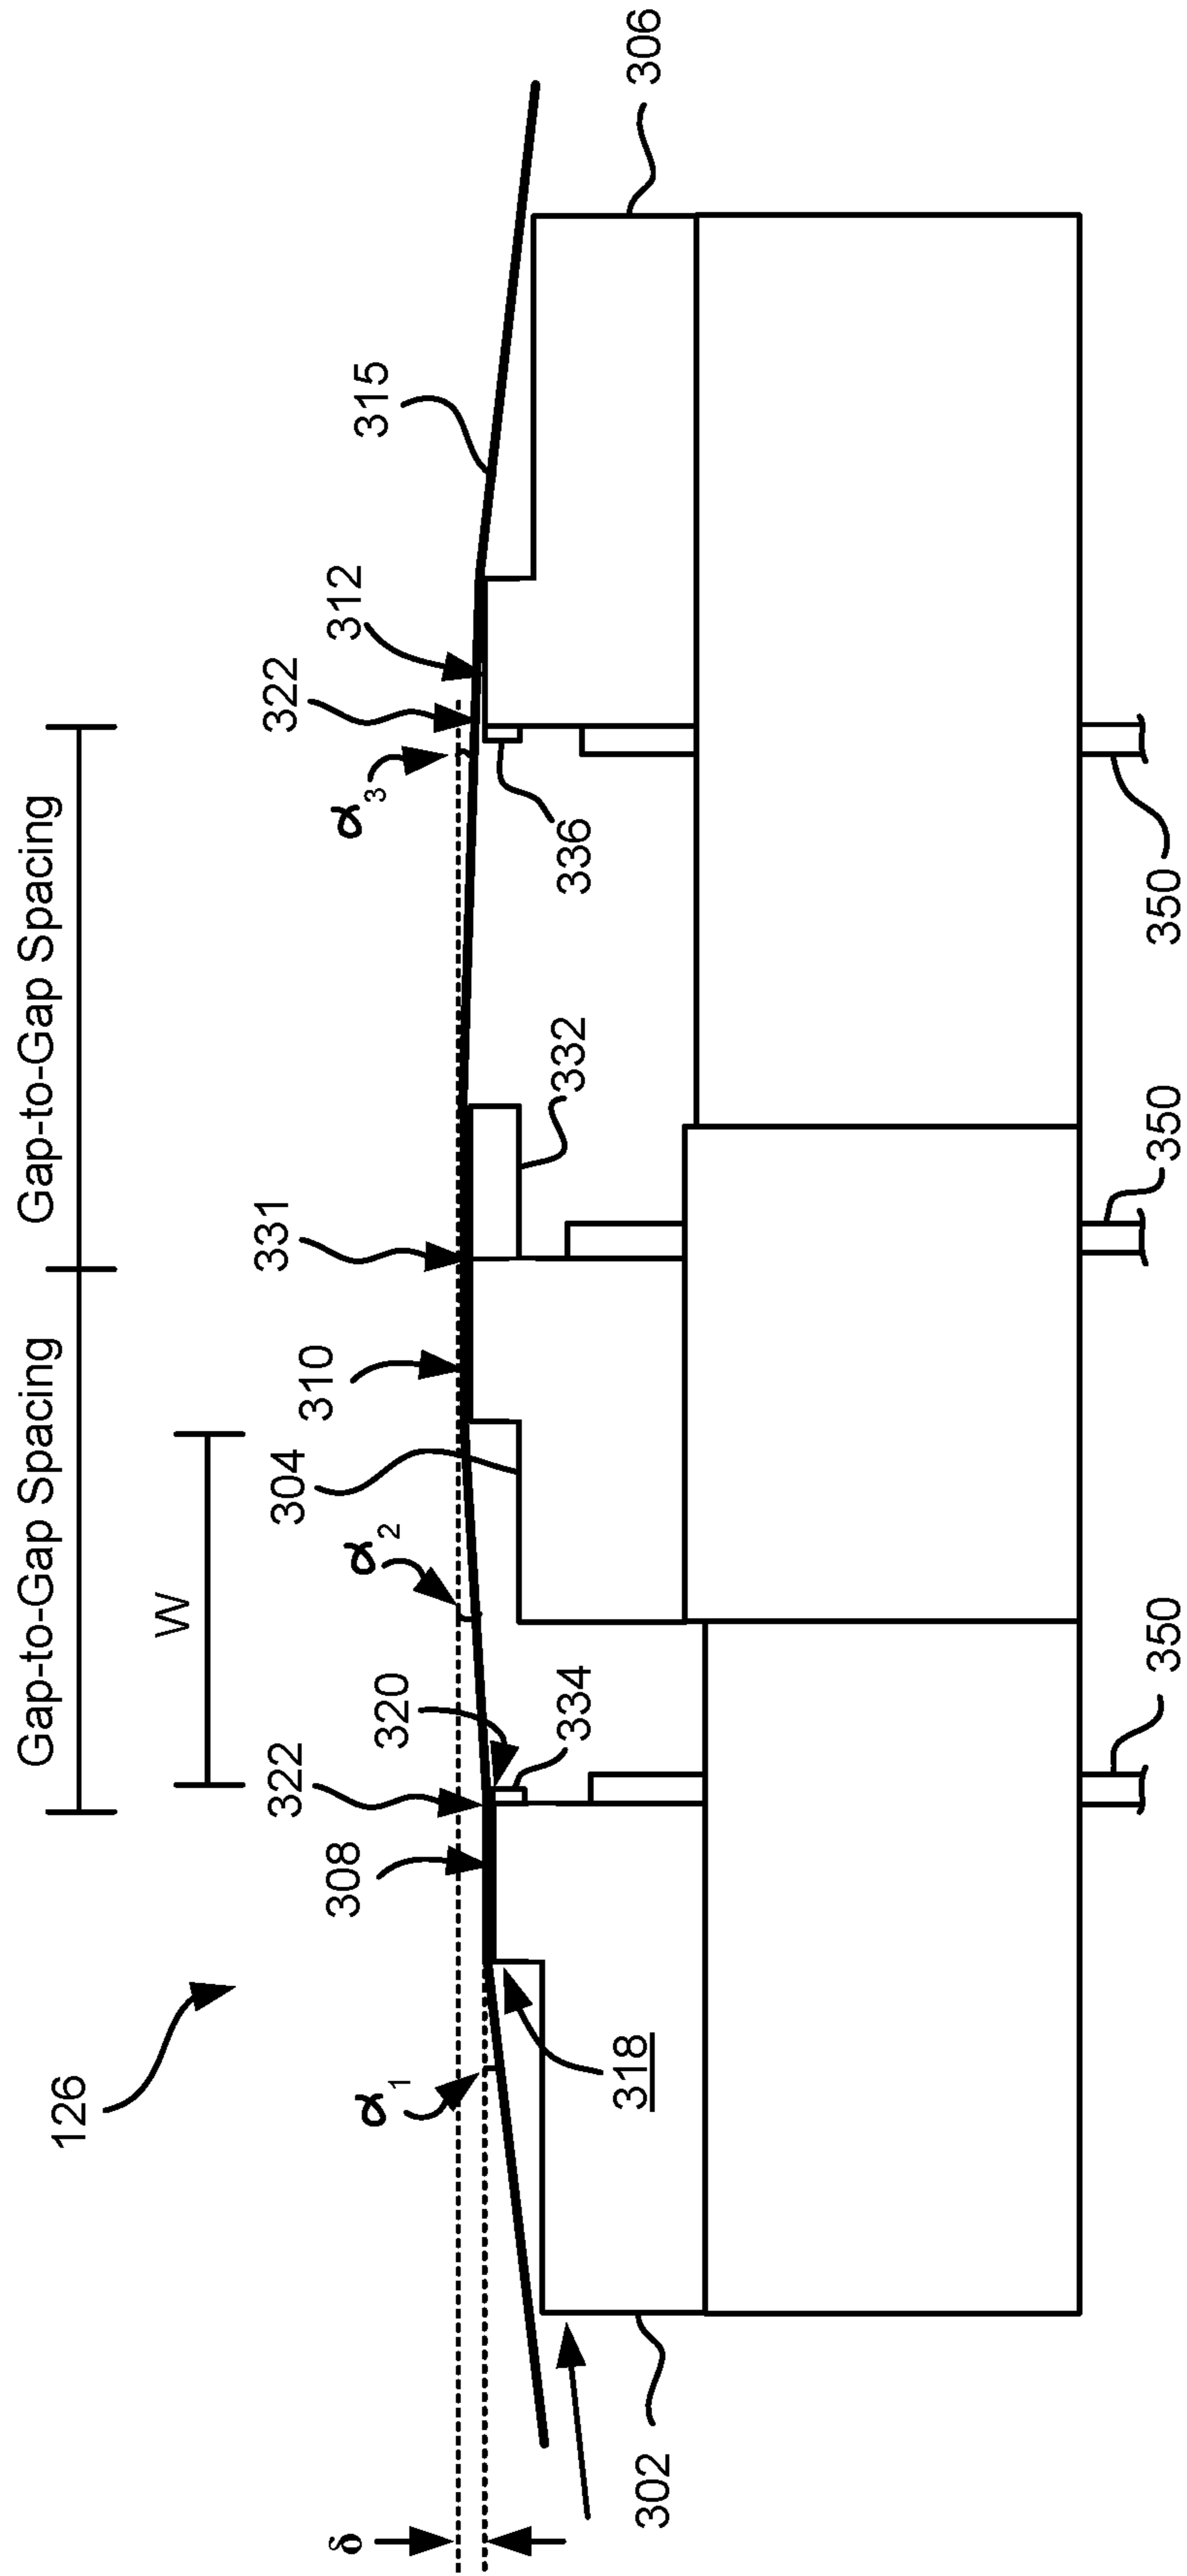 Gap-to-Gap Spacing
Gap-to-Gap Spacing
126
W
322
304
331
322
δ
308
310
312
α1
320
α2
α3
315
334
332
336
302
318
306
350
350
350